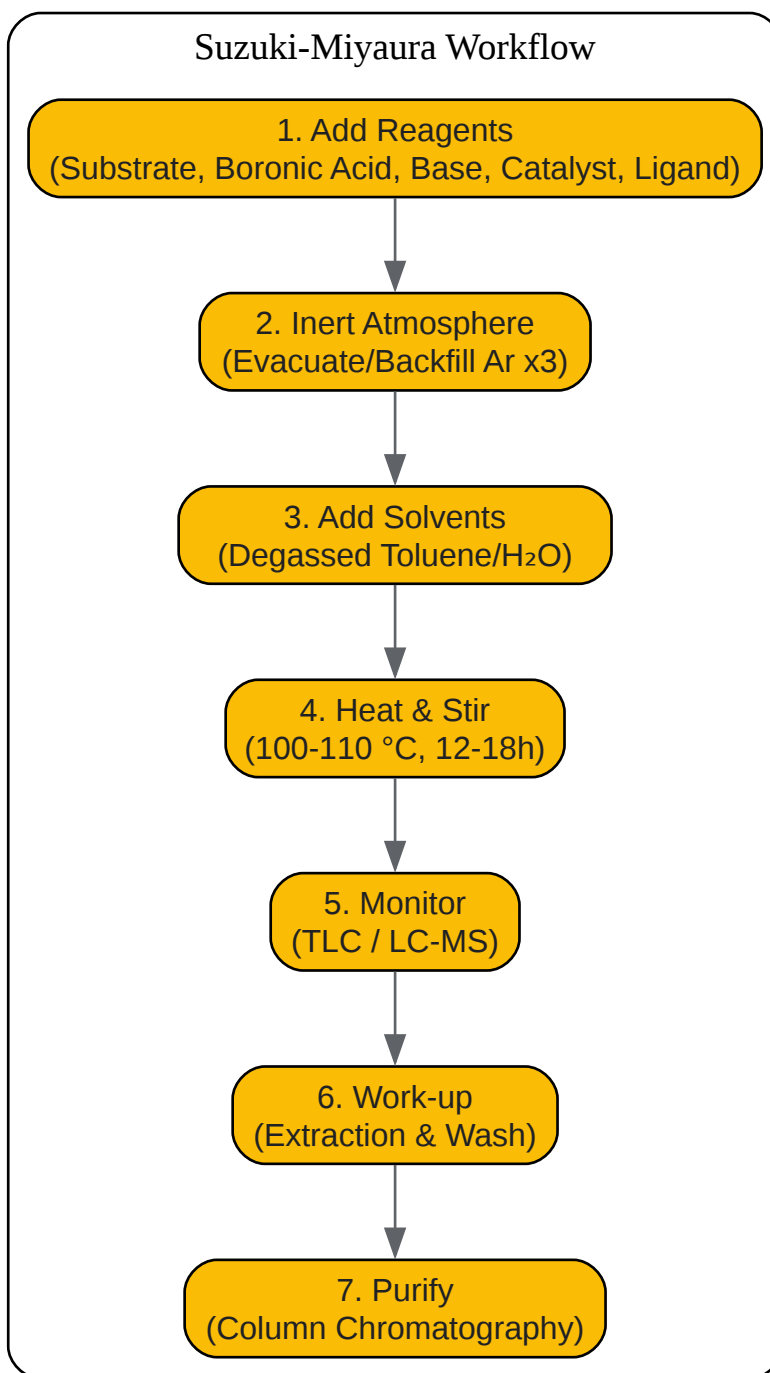 Suzuki-Miyaura Workflow
1. Add Reagents
(Substrate, Boronic Acid, Base, Catalyst, Ligand)
2. Inert Atmosphere
(Evacuate/Backfill Ar x3)
3. Add Solvents
(Degassed Toluene/H₂O)
4. Heat & Stir
(100-110 °C, 12-18h)
5. Monitor
(TLC / LC-MS)
6. Work-up
(Extraction & Wash)
7. Purify
(Column Chromatography)